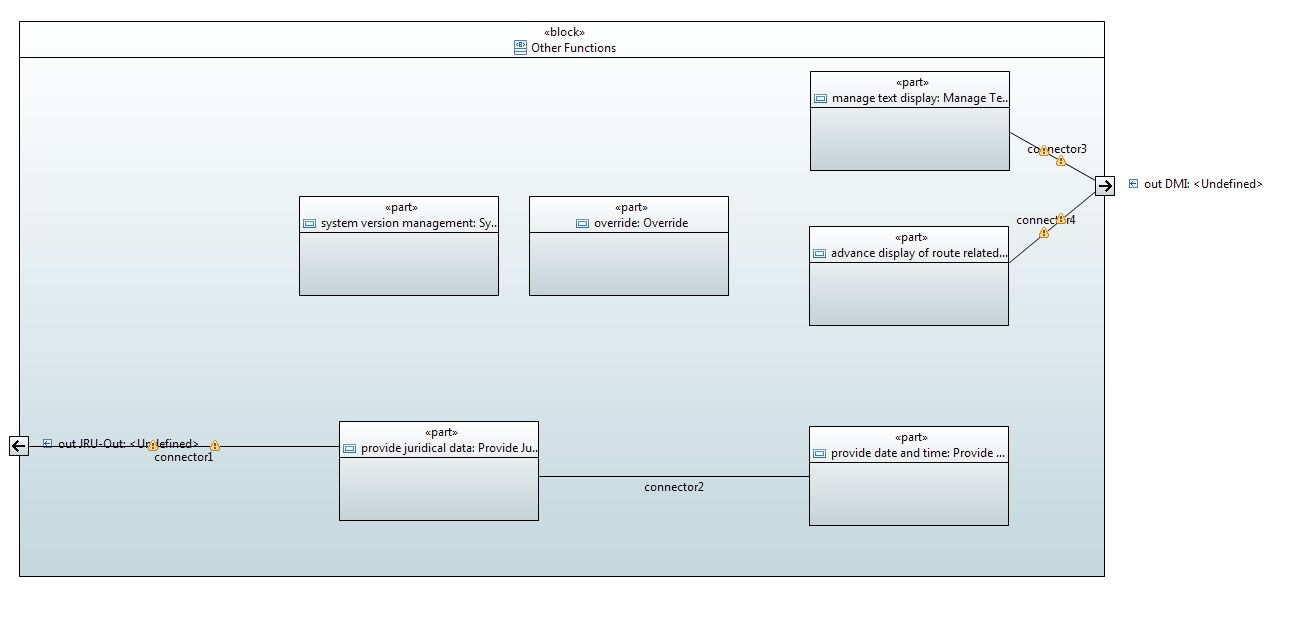 «block»
Other Functions
«part»
manage text display: Manage Te..
connector3
out DMI: <Undefined>
«part»
system version management: Sy..
«part»
override: Override
connector4
«part»
advance display of route related...
«part»
provide juridical data: Provide Ju..
«part»
provide date and time: Provide ...
out JRU-Out: <Undefined>
connector1
connector2